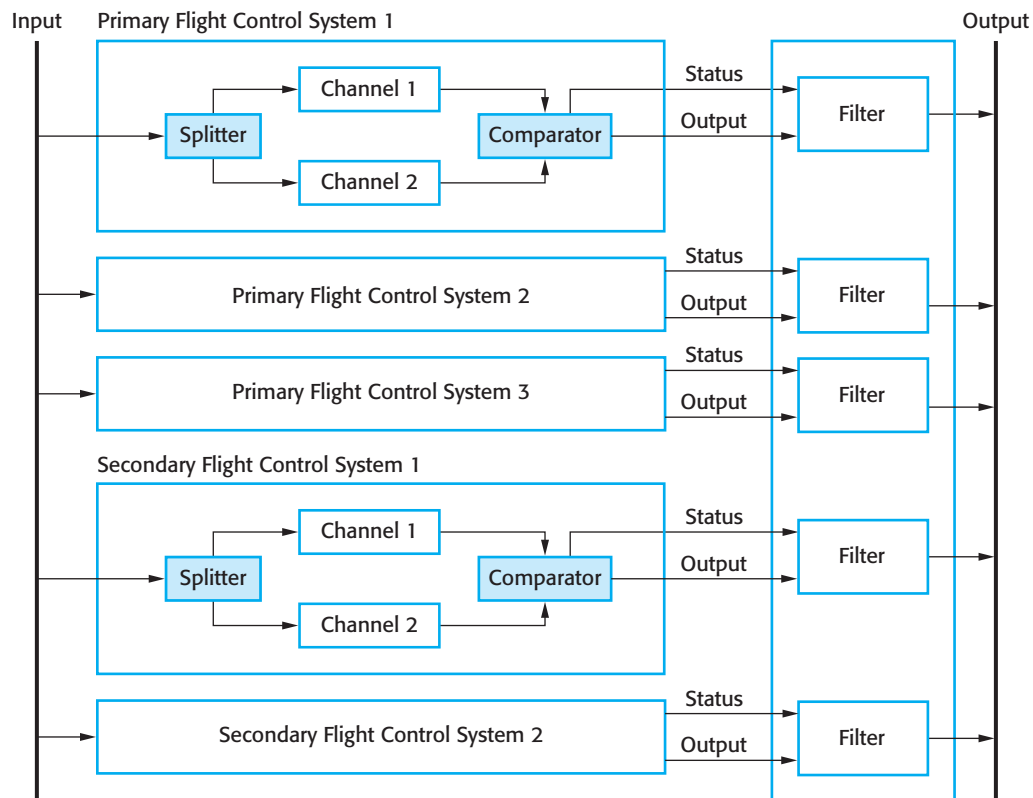 Input
Primary Flight Control System 1
Output
Channel 1
Status
Splitter
Comparator
Output
Filter
Channel 2
Status
Primary Flight Control System 2
Output
Filter
Status
Primary Flight Control System 3
Output
Filter
Secondary Flight Control System 1
Channel 1
Status
Splitter
Comparator
Output
Filter
Channel 2
Status
Secondary Flight Control System 2
Output
Filter